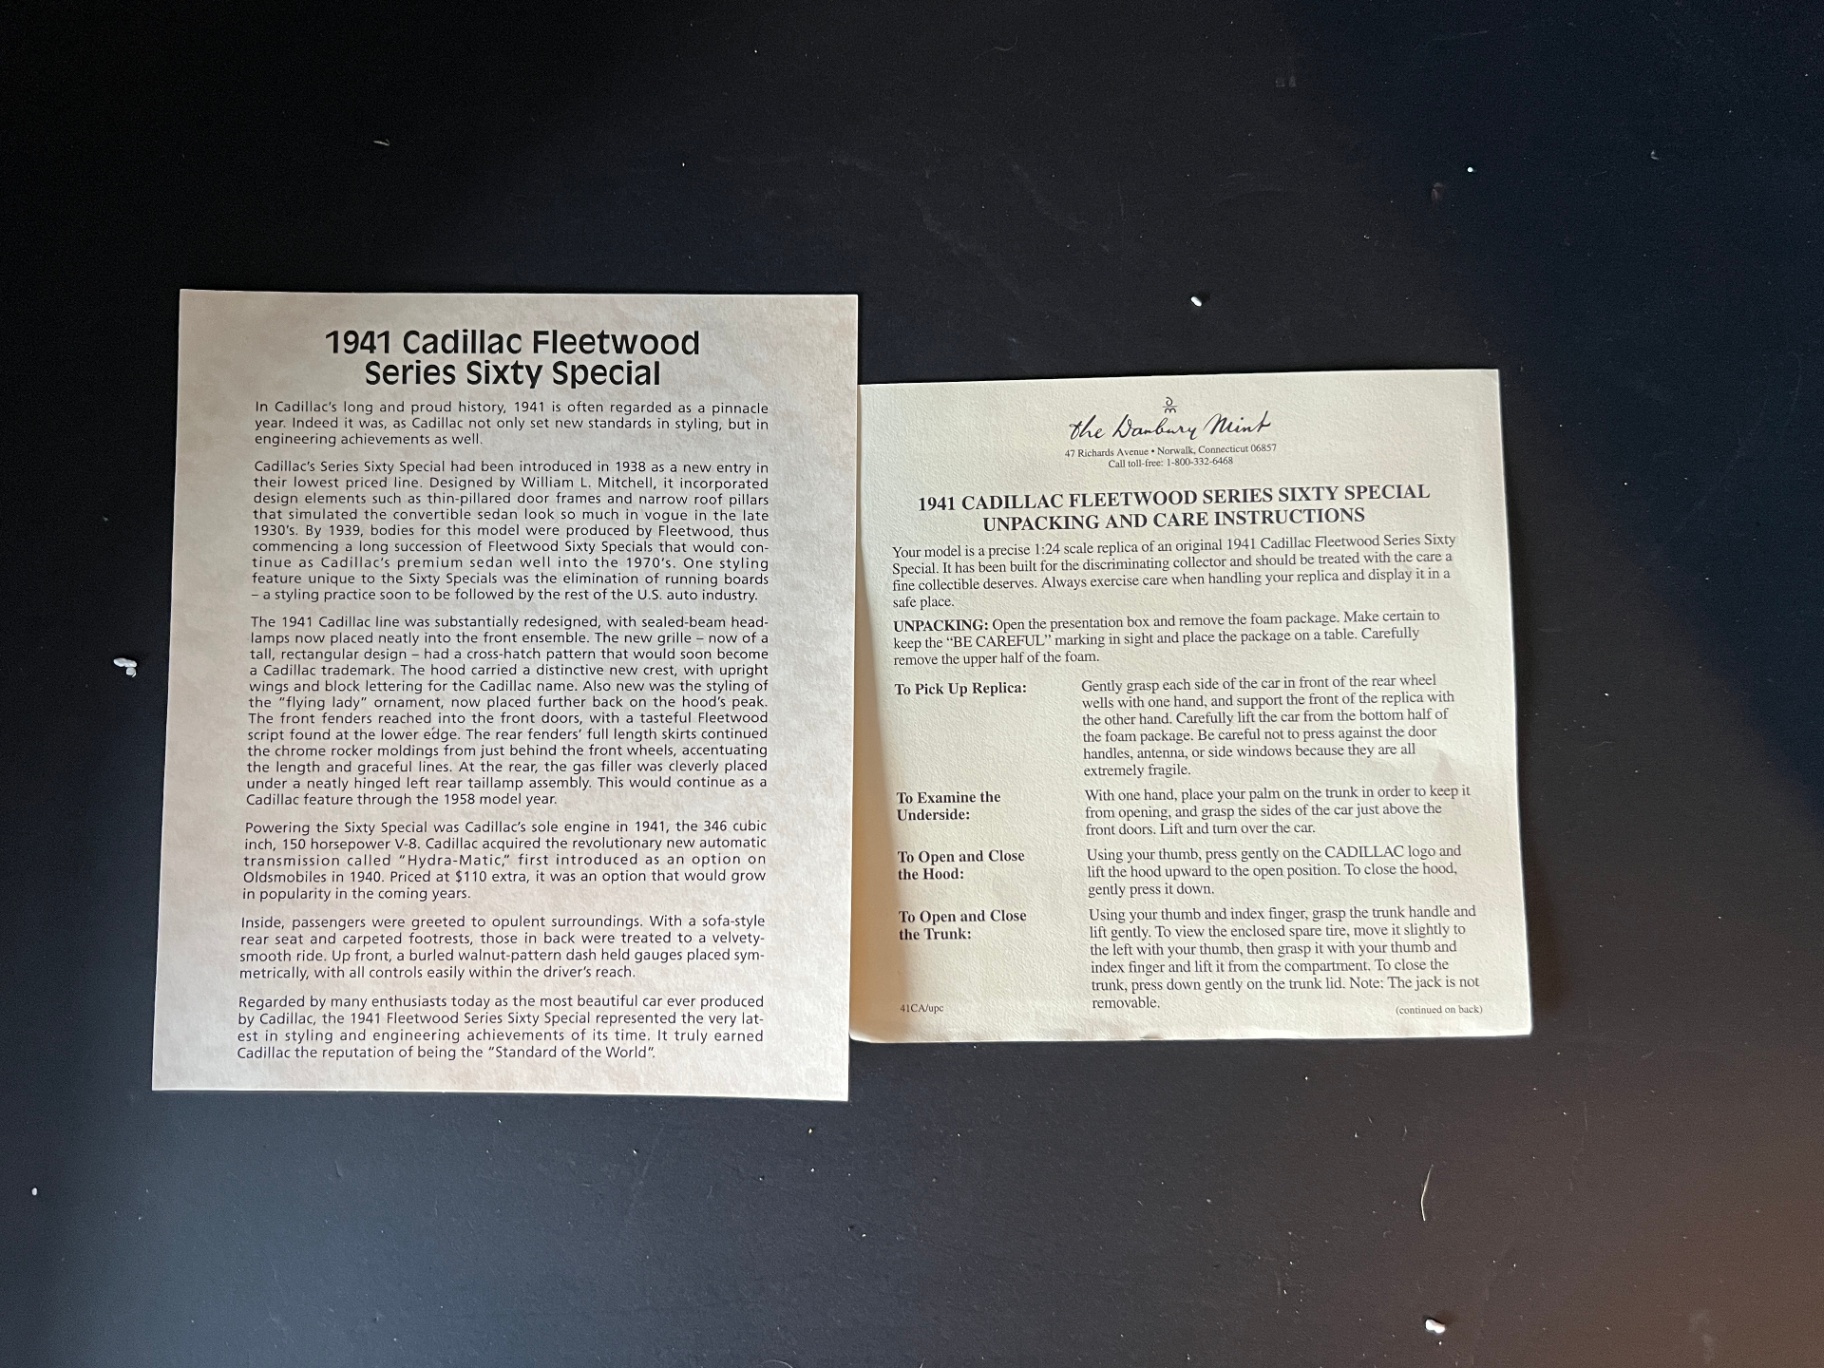 1941 Cadillac Fleetwood
Series Sixty Special
In Cadillac's long and proud history, 1941 is often regarded as a pinnacle
year. Indeed it was, as Cadillac not only set new standards in styling, but in
engineering achievements as well.
Cadillac's Series Sixty Special had been introduced in 1938 as a new entry in
their lowest priced line. Designed by William L. Mitchell, it incorporated
design elements such as thin-pillared door frames and narrow roof pillars
that simulated the convertible sedan look so much in vogue in the late
1930's. By 1939, bodies for this model were produced by Fleetwood, thus
commencing a long succession of Fleetwood Sixty Specials that would con-
tinue as Cadillac's premium sedan well into the 1970's. One styling
feature unique to the Sixty Specials was the elimination of running boards
– a styling practice soon to be followed by the rest of the U.S. auto industry.
The 1941 Cadillac line was substantially redesigned, with sealed-beam head-
lamps now placed neatly into the front ensemble. The new grille – now of a
tall, rectangular design – had a cross-hatch pattern that would soon become
a Cadillac trademark. The hood carried a distinctive new crest, with upright
wings and block lettering for the Cadillac name. Also new was the styling of
the "flying lady" ornament, now placed further back on the hood's peak.
The front fenders reached into the front doors, with a tasteful Fleetwood
script found at the lower edge. The rear fenders' full length skirts continued
the chrome rocker moldings from just behind the front wheels, accentuating
the length and graceful lines. At the rear, the gas filler was cleverly placed
under a neatly hinged left rear taillamp assembly. This would continue as a
Cadillac feature through the 1958 model year.
Powering the Sixty Special was Cadillac's sole engine in 1941, the 346 cubic
inch, 150 horsepower V-8. Cadillac acquired the revolutionary new automatic
transmission called "Hydra-Matic," first introduced as an option on
Oldsmobiles in 1940. Priced at $110 extra, it was an option that would grow
in popularity in the coming years.
Inside, passengers were greeted to opulent surroundings. With a sofa-style
rear seat and carpeted footrests, those in back were treated to a velvety-
smooth ride. Up front, a burled walnut-pattern dash held gauges placed sym-
metrically, with all controls easily within the driver's reach.
Regarded by many enthusiasts today as the most beautiful car ever produced
by Cadillac, the 1941 Fleetwood Series Sixty Special represented the very lat-
est in styling and engineering achievements of its time. It truly earned
Cadillac the reputation of being the "Standard of the World".
the Danbury Mint
47 Richards Avenue • Norwalk, Connecticut 06857
Call toll-free: 1-800-332-6468
1941 CADILLAC FLEETWOOD SERIES SIXTY SPECIAL
UNPACKING AND CARE INSTRUCTIONS
Your model is a precise 1:24 scale replica of an original 1941 Cadillac Fleetwood Series Sixty
Special. It has been built for the discriminating collector and should be treated with the care a
fine collectible deserves. Always exercise care when handling your replica and display it in a
safe place.
UNPACKING: Open the presentation box and remove the foam package. Make certain to
keep the "BE CAREFUL" marking in sight and place the package on a table. Carefully
remove the upper half of the foam.
To Pick Up Replica: Gently grasp each side of the car in front of the rear wheel
wells with one hand, and support the front of the replica with
the other hand. Carefully lift the car from the bottom half of
the foam package. Be careful not to press against the door
handles, antenna, or side windows because they are all
extremely fragile.
To Examine the With one hand, place your palm on the trunk in order to keep it
Underside: from opening, and grasp the sides of the car just above the
front doors. Lift and turn over the car.
To Open and Close Using your thumb, press gently on the CADILLAC logo and
the Hood: lift the hood upward to the open position. To close the hood,
gently press it down.
To Open and Close Using your thumb and index finger, grasp the trunk handle and
the Trunk: lift gently. To view the enclosed spare tire, move it slightly to
the left with your thumb, then grasp it with your thumb and
index finger and lift it from the compartment. To close the
trunk, press down gently on the trunk lid. Note: The jack is not
removable.
41CA/upc (continued on back)